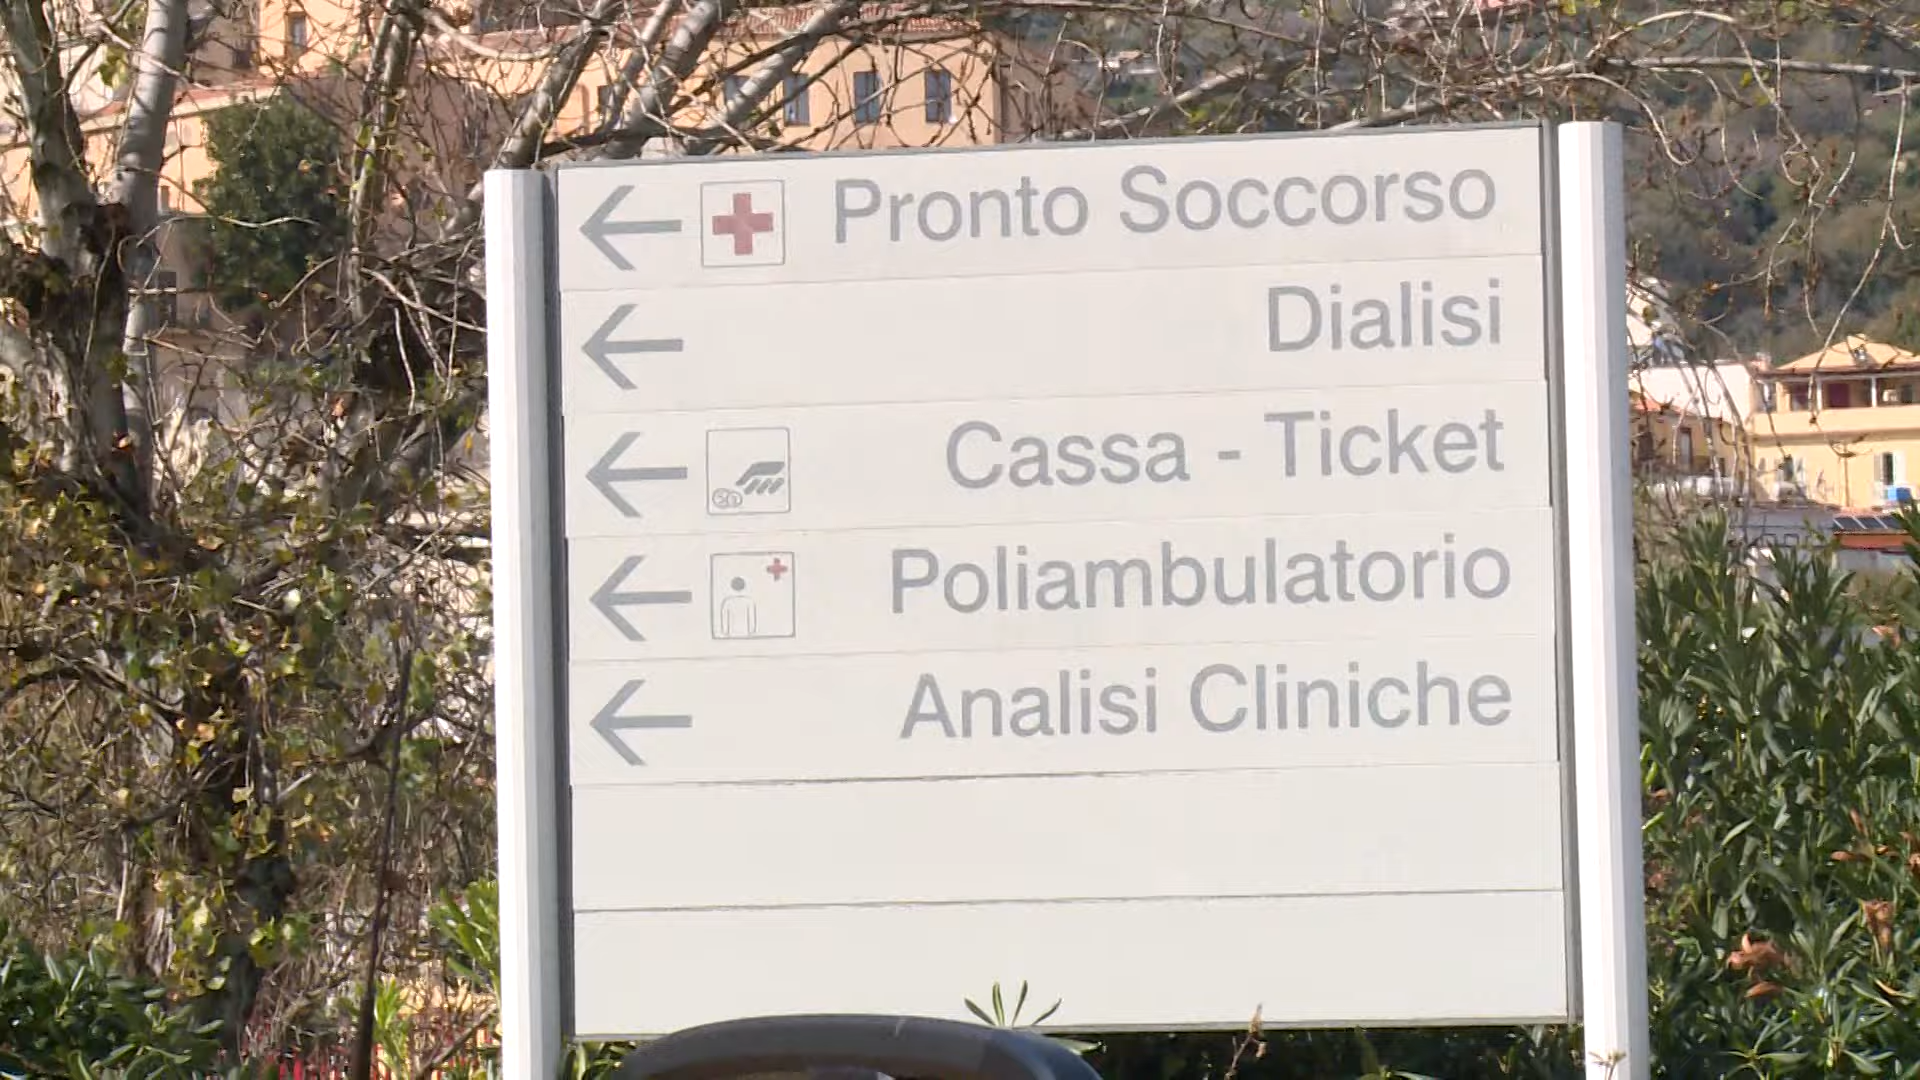 Pronto Soccorso
Dialisi
Cassa - Ticket
Poliambulatorio
Analisi Cliniche